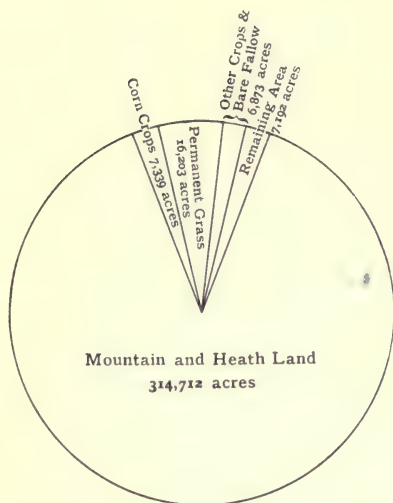 Corn Crops 7,339 acres
Permanent Grass
16,203 acres
Other Crops &
Bare Fallow
6,873 acres
Remaining Area
7,192 acres
Mountain and Heath Land
314,712 acres